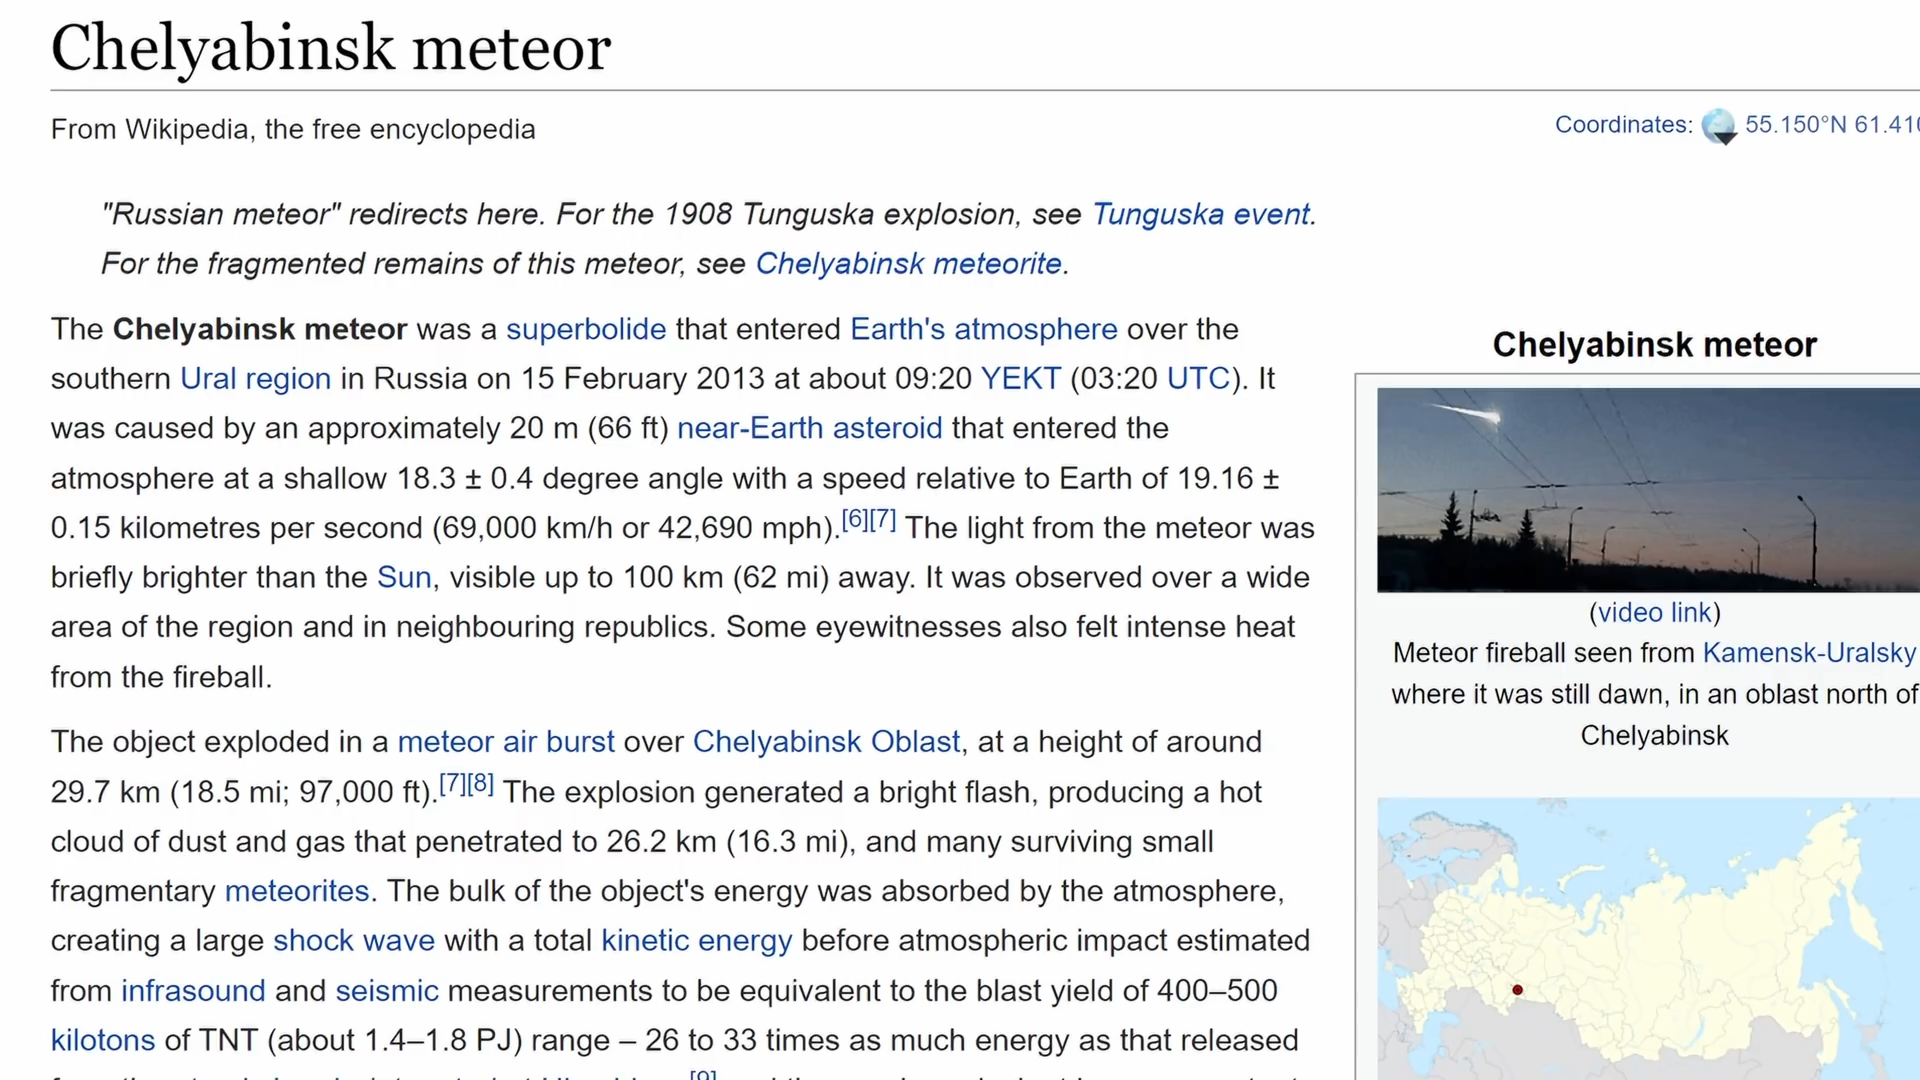 Chelyabinsk meteor
From Wikipedia, the free encyclopedia
Coordinates: 55.150°N 61.410
"Russian meteor" redirects here. For the 1908 Tunguska explosion, see Tunguska event.
For the fragmented remains of this meteor, see Chelyabinsk meteorite.
The Chelyabinsk meteor was a superbolide that entered Earth's atmosphere over the
southern Ural region in Russia on 15 February 2013 at about 09:20 YEKT (03:20 UTC). It
was caused by an approximately 20 m (66 ft) near-Earth asteroid that entered the
atmosphere at a shallow 18.3 ± 0.4 degree angle with a speed relative to Earth of 19.16 ±
0.15 kilometres per second (69,000 km/h or 42,690 mph).[6][7] The light from the meteor was
briefly brighter than the Sun, visible up to 100 km (62 mi) away. It was observed over a wide
area of the region and in neighbouring republics. Some eyewitnesses also felt intense heat
from the fireball.
The object exploded in a meteor air burst over Chelyabinsk Oblast, at a height of around
29.7 km (18.5 mi; 97,000 ft).[7][8] The explosion generated a bright flash, producing a hot
cloud of dust and gas that penetrated to 26.2 km (16.3 mi), and many surviving small
fragmentary meteorites. The bulk of the object's energy was absorbed by the atmosphere,
creating a large shock wave with a total kinetic energy before atmospheric impact estimated
from infrasound and seismic measurements to be equivalent to the blast yield of 400–500
kilotons of TNT (about 1.4–1.8 PJ) range – 26 to 33 times as much energy as that released
[9]
Chelyabinsk meteor
(video link)
Meteor fireball seen from Kamensk-Uralsky
where it was still dawn, in an oblast north of
Chelyabinsk